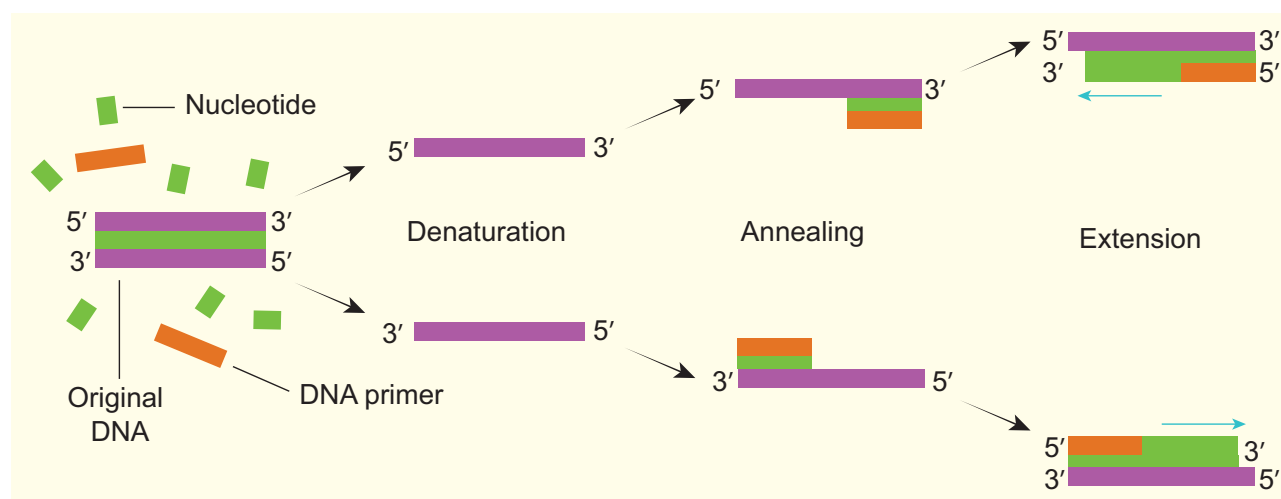 Nucleotide
5′ 3′
3′ 5′
Original
DNA
DNA primer
5′ 3′
Denaturation
3′ 5′
5′ 3′
Annealing
3′ 5′
5′ 3′
3′ 5′
Extension
5′ 3′
3′ 5′